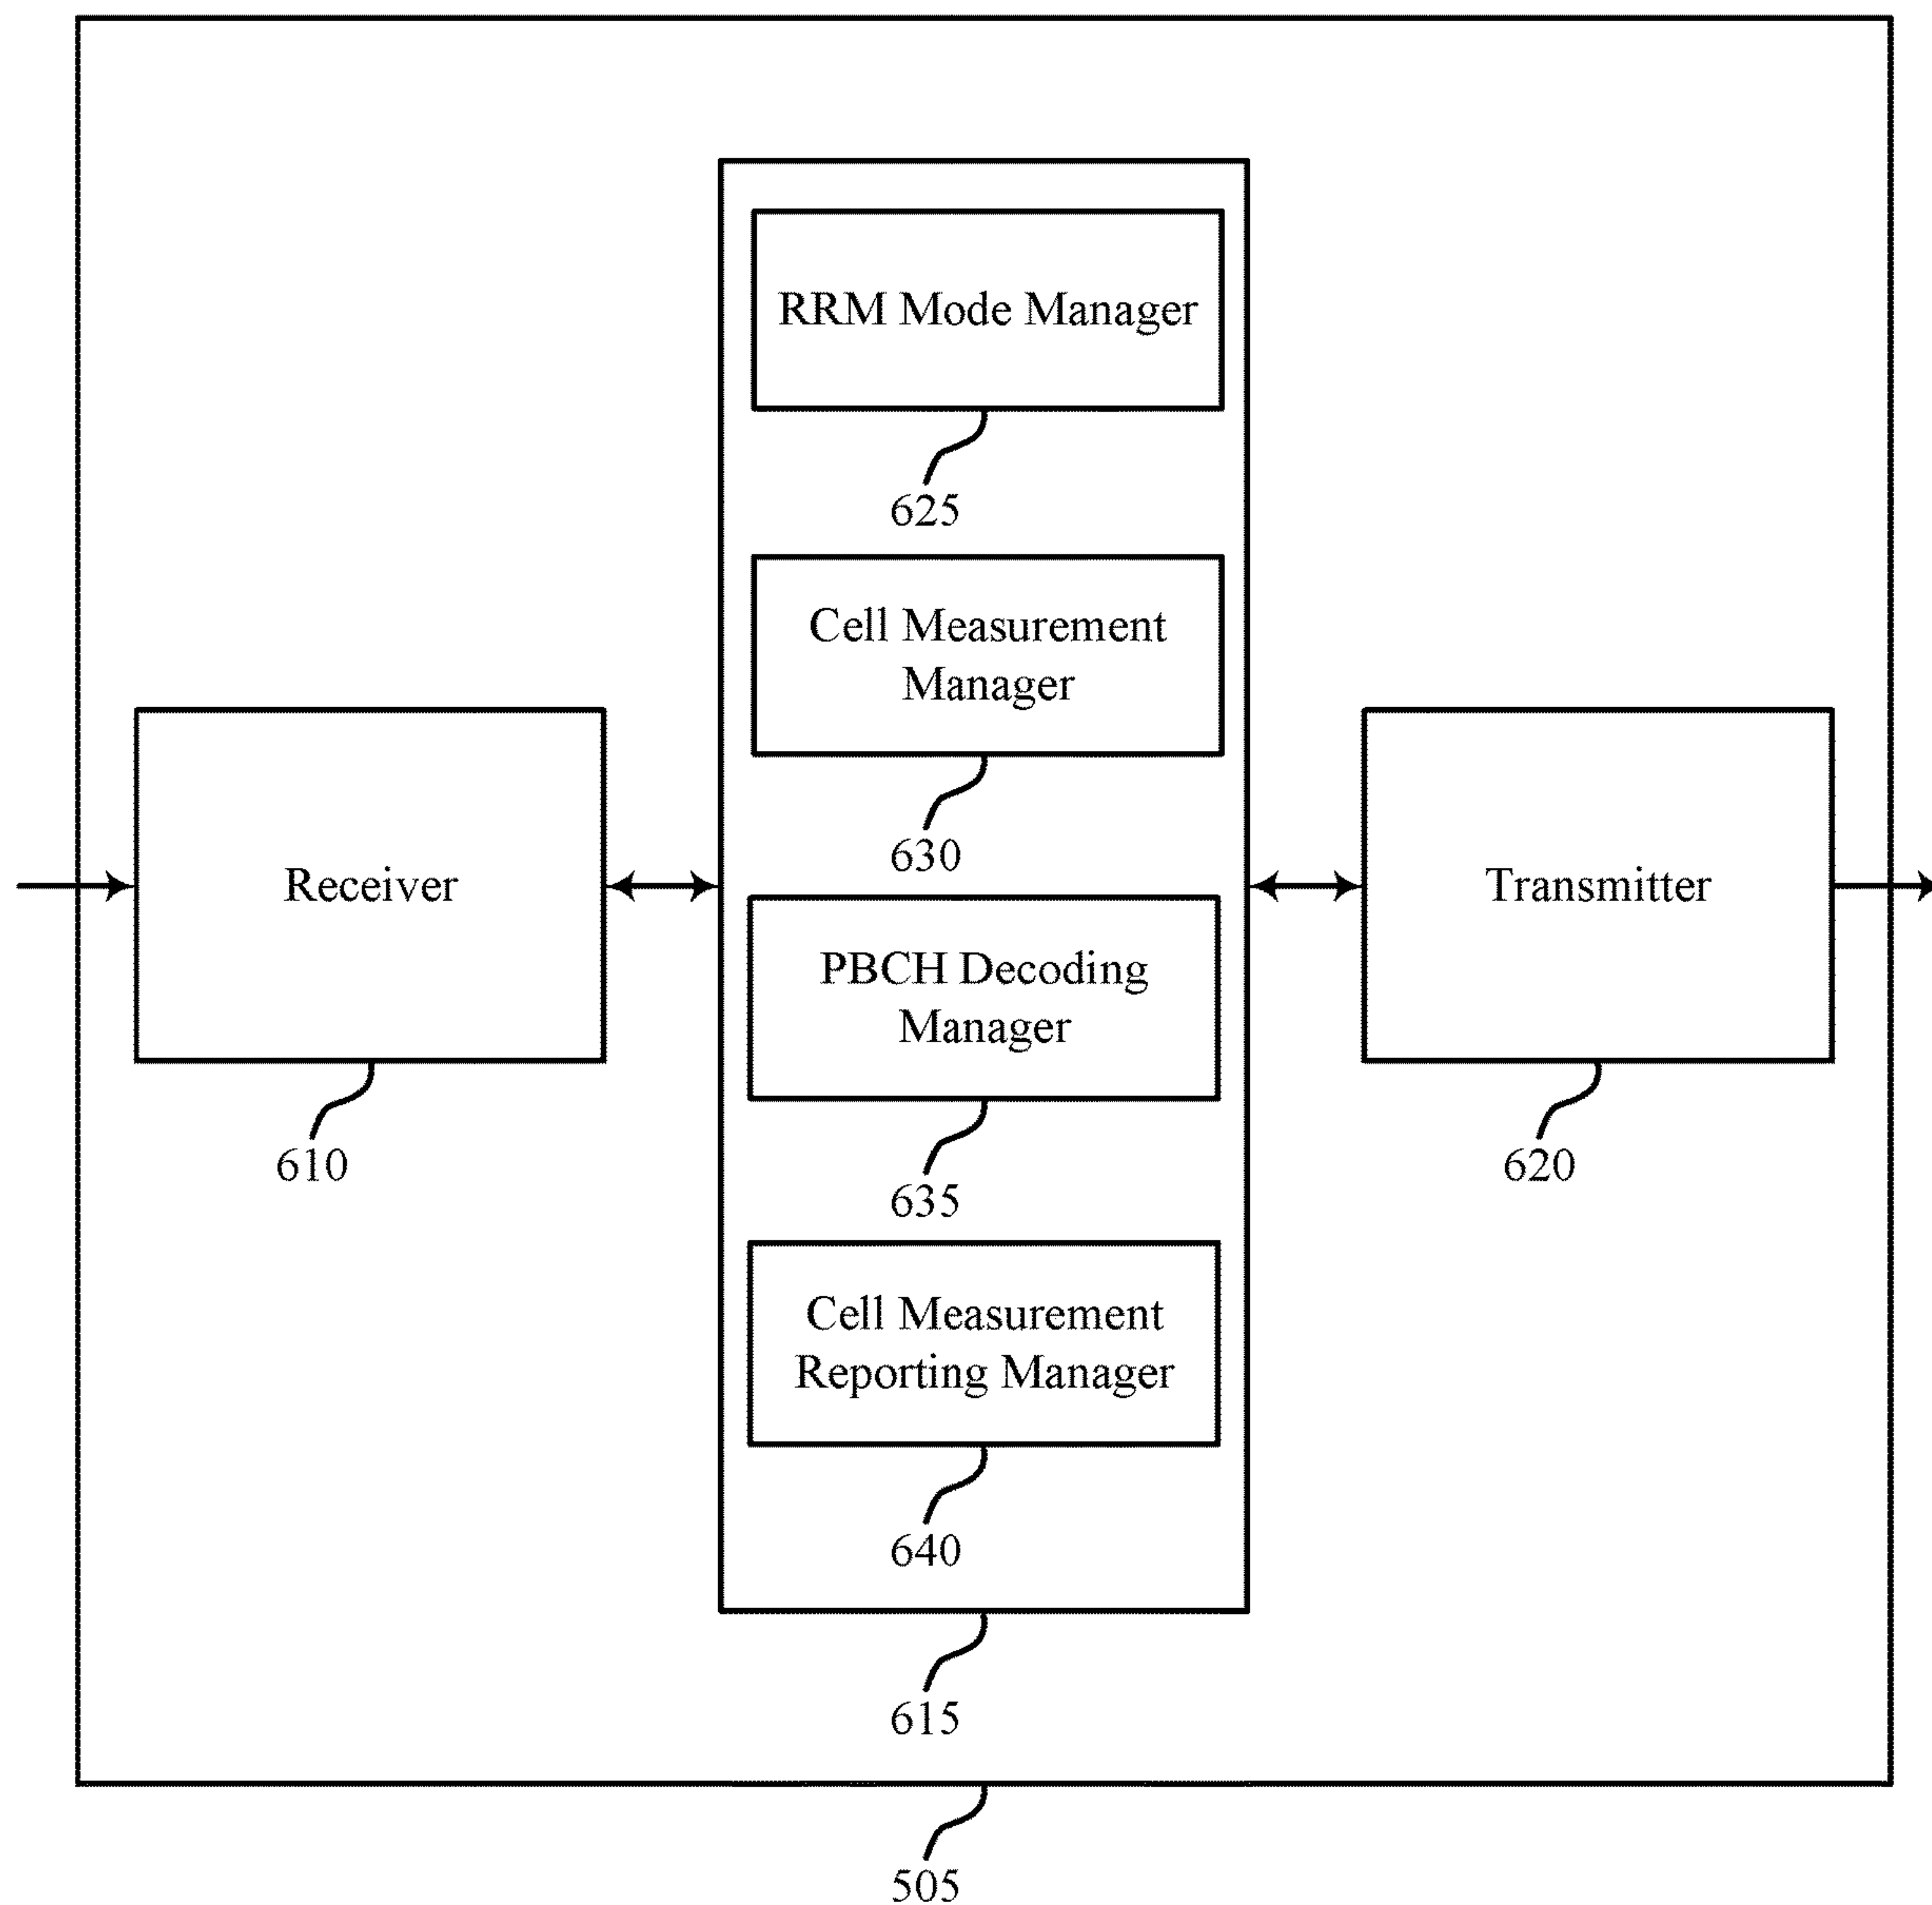 RRM Mode Manager
625
Cell Measurement
Manager
630
Receiver
610
PBCH Decoding
Manager
635
Transmitter
620
Cell Measurement
Reporting Manager
640
615
505